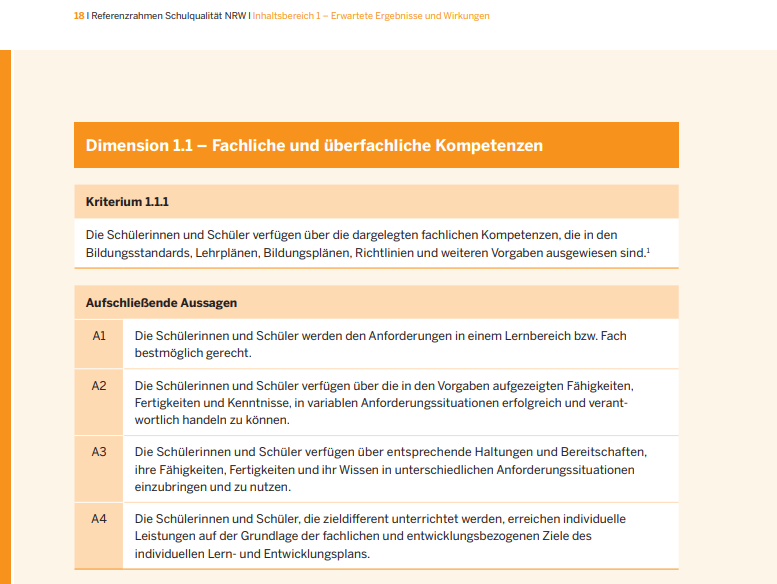 18 I Referenzrahmen Schulqualität NRW I Inhaltsbereich 1 – Erwartete Ergebnisse und Wirkungen
Dimension 1.1 – Fachliche und überfachliche Kompetenzen
Kriterium 1.1.1
Die Schülerinnen und Schüler verfügen über die dargelegten fachlichen Kompetenzen, die in den
Bildungsstandards, Lehrplänen, Bildungsplänen, Richtlinien und weiteren Vorgaben ausgewiesen sind.¹
Aufschließende Aussagen
A1 Die Schülerinnen und Schüler werden den Anforderungen in einem Lernbereich bzw. Fach
bestmöglich gerecht.
A2 Die Schülerinnen und Schüler verfügen über die in den Vorgaben aufgezeigten Fähigkeiten,
Fertigkeiten und Kenntnisse, in variablen Anforderungssituationen erfolgreich und verant-
wortlich handeln zu können.
A3 Die Schülerinnen und Schüler verfügen über entsprechende Haltungen und Bereitschaften,
ihre Fähigkeiten, Fertigkeiten und ihr Wissen in unterschiedlichen Anforderungssituationen
einzubringen und zu nutzen.
A4 Die Schülerinnen und Schüler, die zieldifferent unterrichtet werden, erreichen individuelle
Leistungen auf der Grundlage der fachlichen und entwicklungsbezogenen Ziele des
individuellen Lern- und Entwicklungsplans.